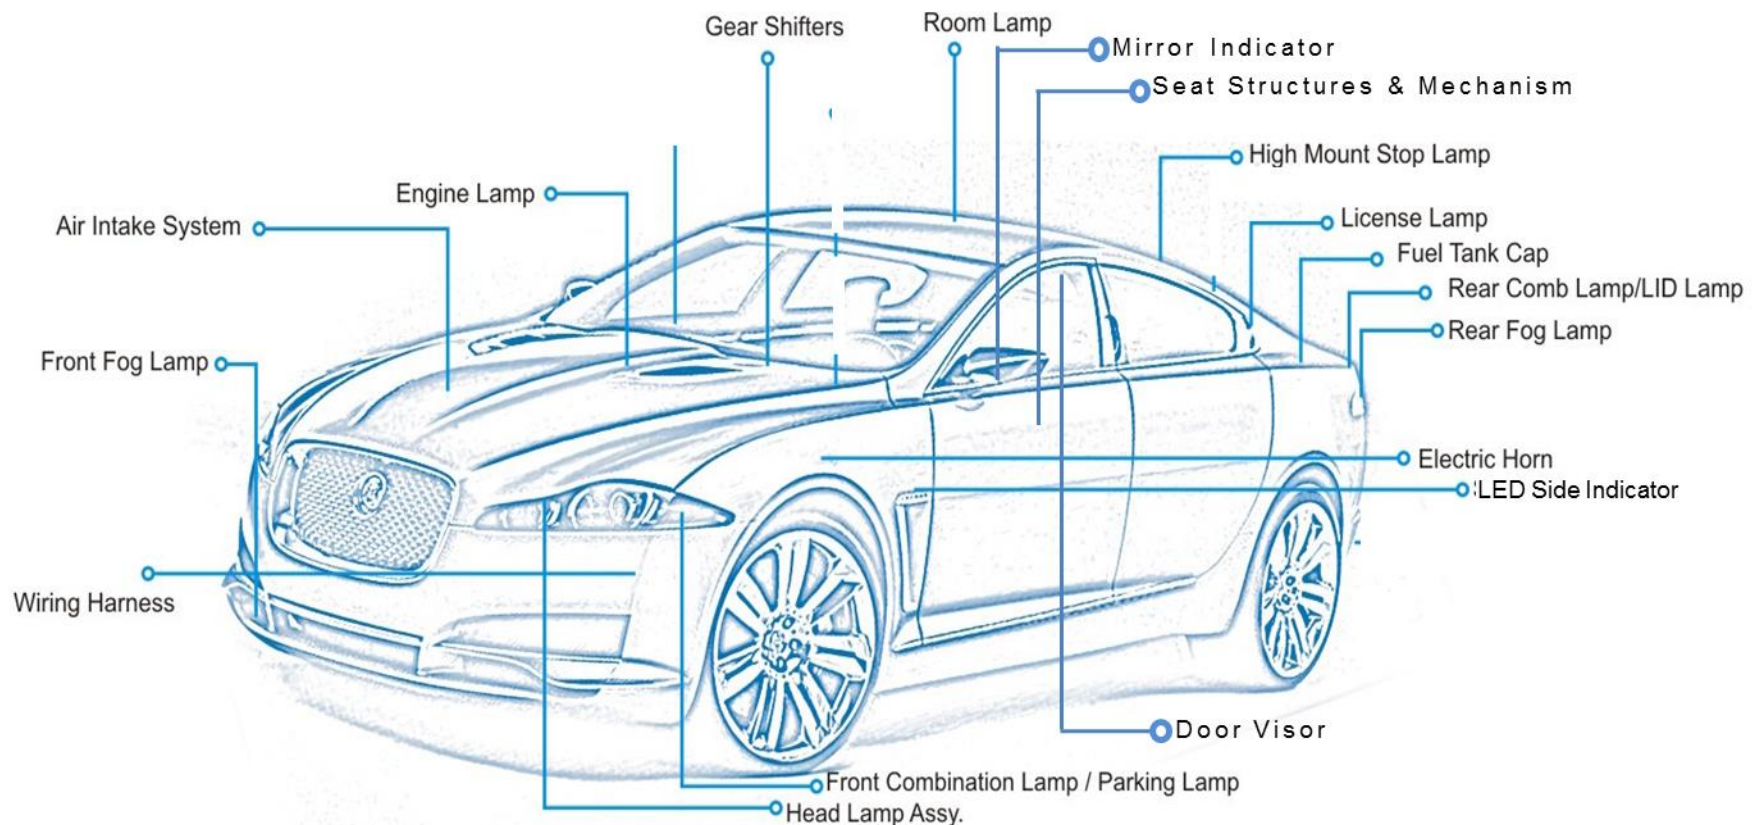 Gear Shifters
Room Lamp
Mirror Indicator
Seat Structures & Mechanism
High Mount Stop Lamp
Engine Lamp
Air Intake System
License Lamp
Fuel Tank Cap
Rear Comb Lamp/LID Lamp
Rear Fog Lamp
Front Fog Lamp
Electric Horn
LED Side Indicator
Wiring Harness
Door Visor
Front Combination Lamp / Parking Lamp
Head Lamp Assy.